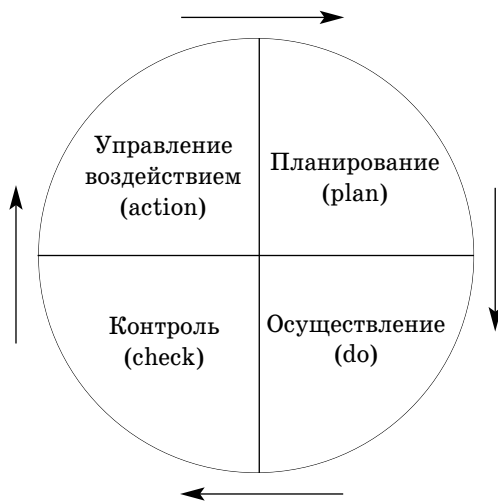 Управление
воздействием
(action)
Планирование
(plan)
Контроль
(check)
Осуществление
(do)